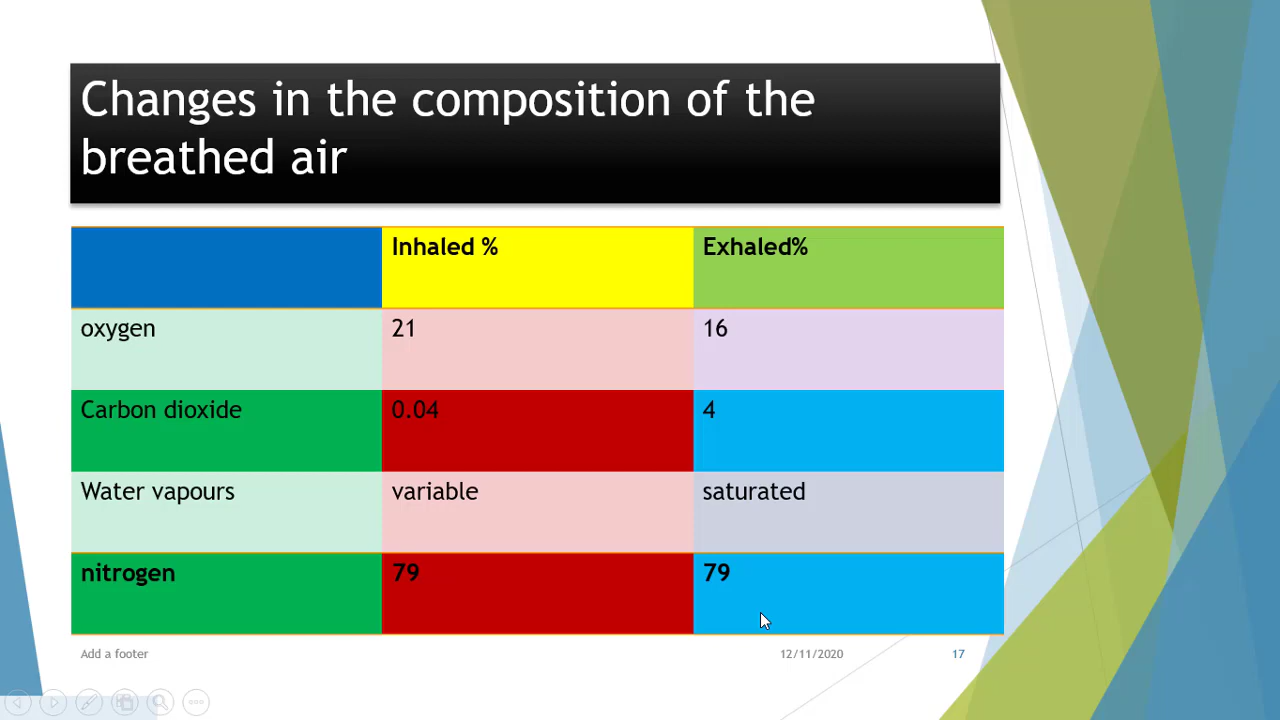 Changes in the composition of the
breathed air
Inhaled % Exhaled%
oxygen 21 16
Carbon dioxide 0.04 4
Water vapours variable saturated
nitrogen 79 79
Add a footer 12/11/2020 17